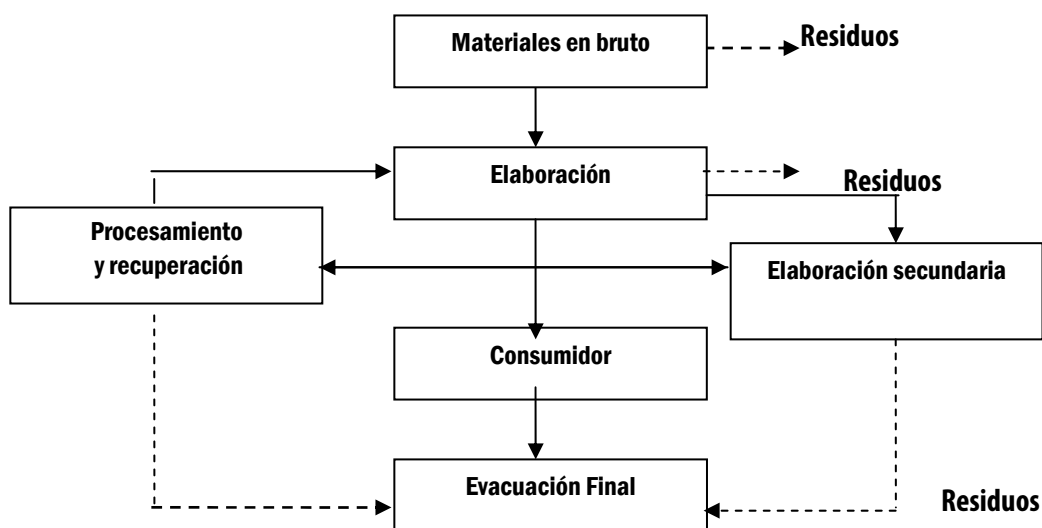 Materiales en bruto
Residuos
Elaboración
Residuos
Procesamiento
y recuperación
Elaboración secundaria
Consumidor
Evacuación Final
Residuos